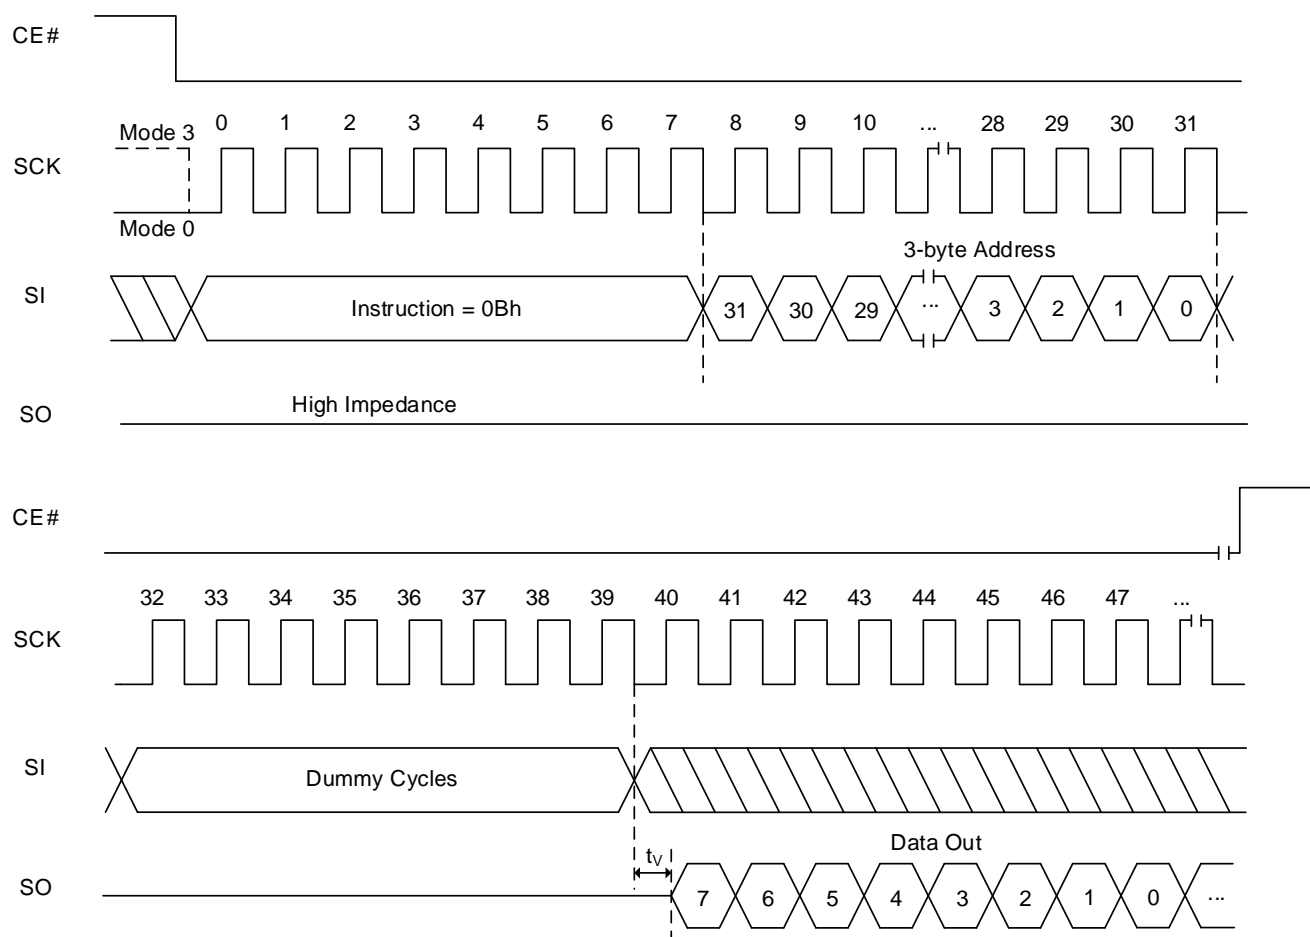 CE#
Mode 3 0 1 2 3 4 5 6 7 8 9 10 ... 28 29 30 31
SCK
Mode 0
3-byte Address
SI Instruction = 0Bh 31 30 29 ... 3 2 1 0
High Impedance
SO
CE#
32 33 34 35 36 37 38 39 40 41 42 43 44 45 46 47 ...
SCK
SI Dummy Cycles
Data Out
tV
SO 7 6 5 4 3 2 1 0 ...